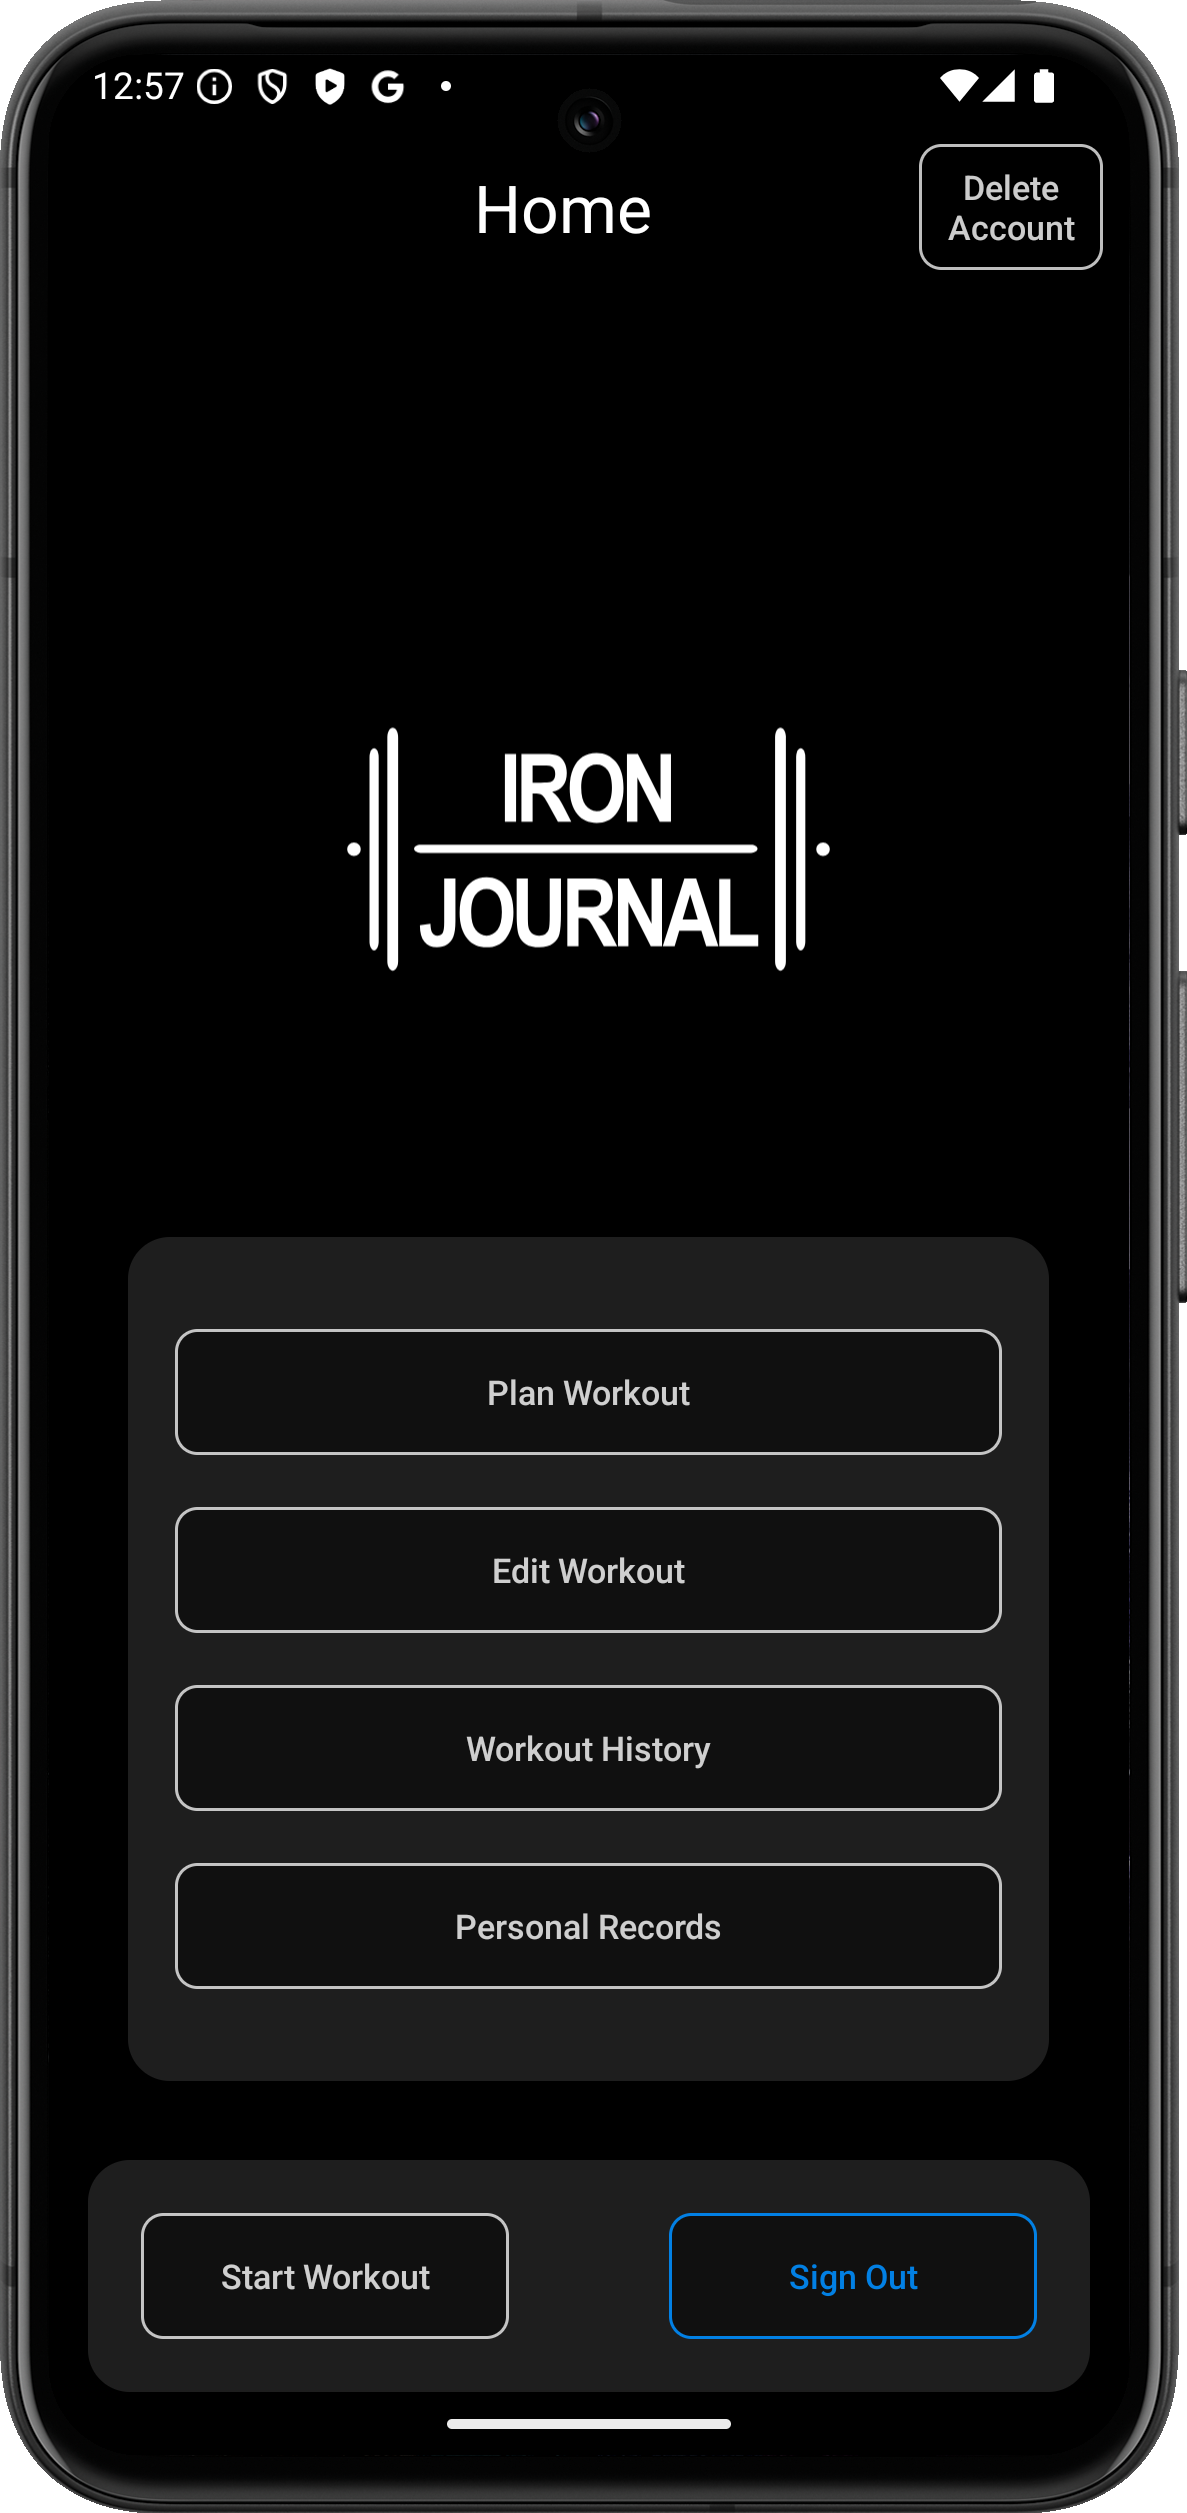 12:57
Home
Delete
Account
IRON
JOURNAL
Plan Workout
Edit Workout
Workout History
Personal Records
Start Workout
Sign Out